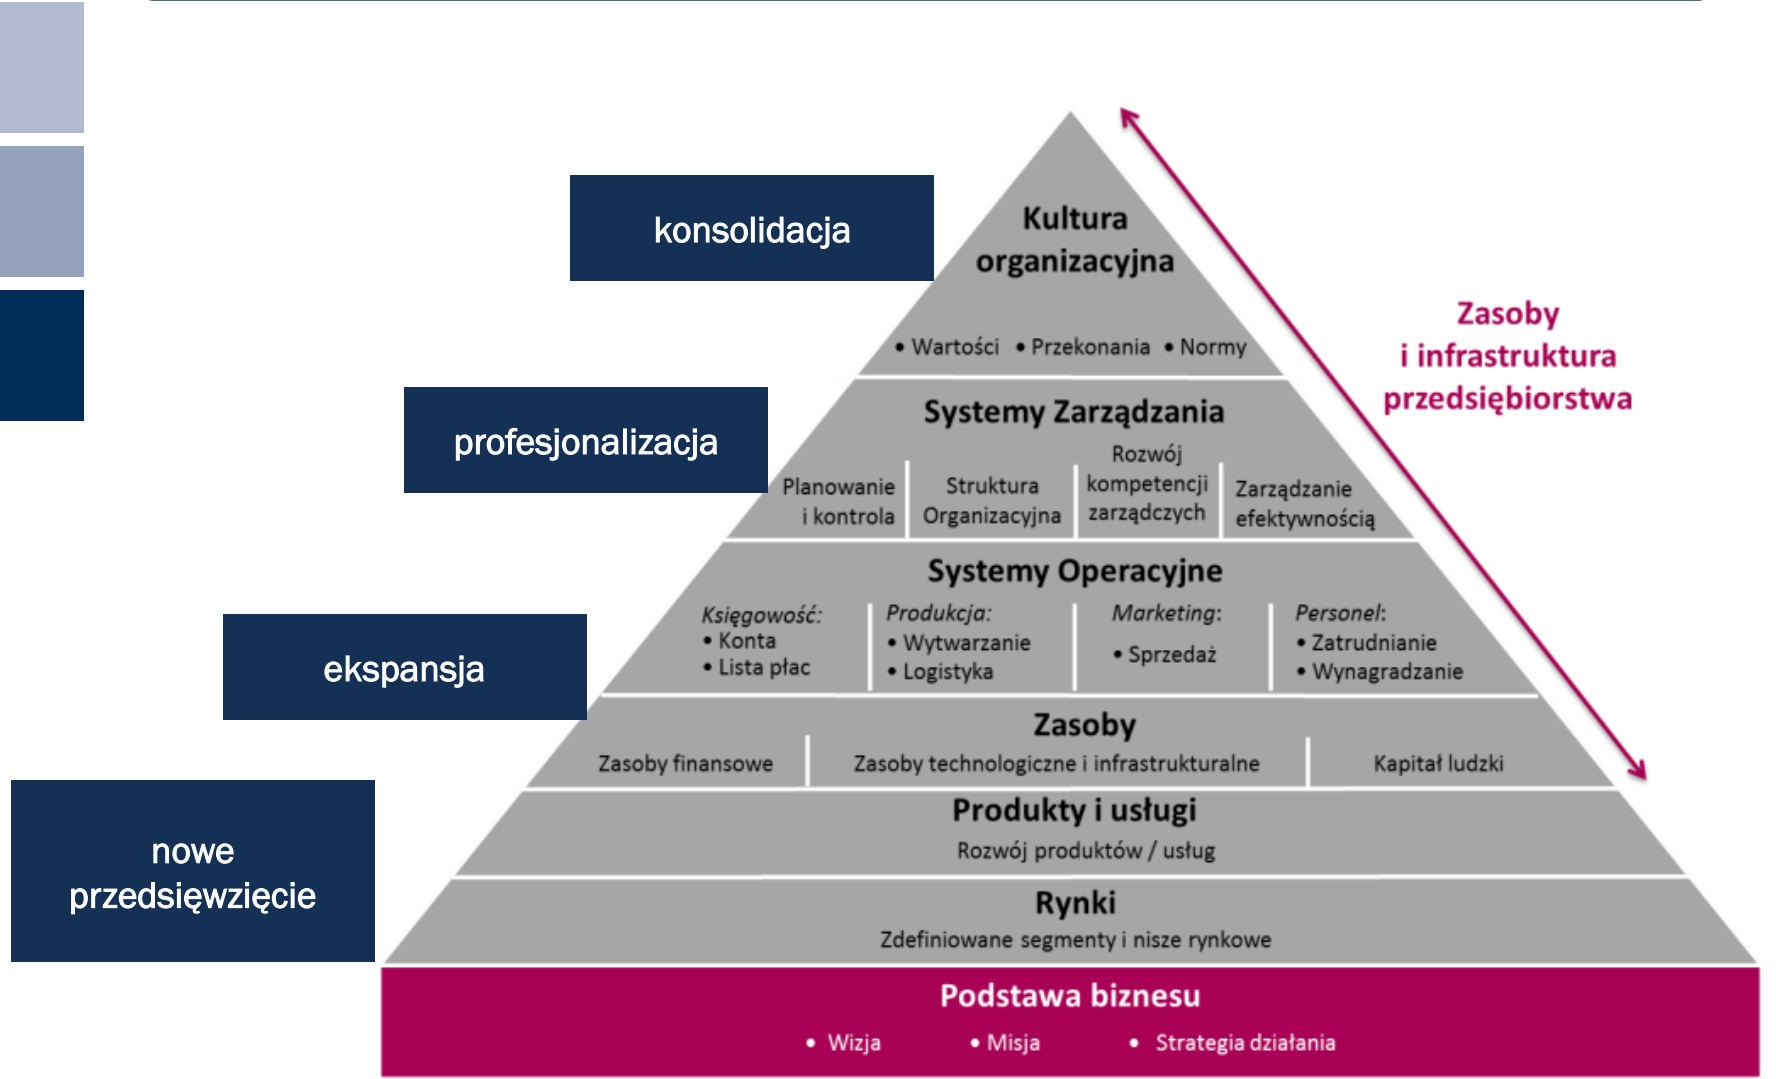 konsolidacja
Kultura
organizacyjna
• Wartości • Przekonania • Normy
Zasoby
i infrastruktura
przedsiębiorstwa
profesjonalizacja
Systemy Zarządzania
Planowanie
i kontrola
Struktura
Organizacyjna
Rozwój
kompetencji
zarządczych
Zarządzanie
efektywnością
ekspansja
Systemy Operacyjne
Księgowość:
• Konta
• Lista płac
Produkcja:
• Wytwarzanie
• Logistyka
Marketing:
• Sprzedaż
Personel:
• Zatrudnianie
• Wynagradzanie
Zasoby
Zasoby finansowe
Zasoby technologiczne i infrastrukturalne
Kapitał ludzki
nowe
przedsięwzięcie
Produkty i usługi
Rozwój produktów / usług
Rynki
Zdefiniowane segmenty i nisze rynkowe
Podstawa biznesu
• Wizja • Misja • Strategia działania